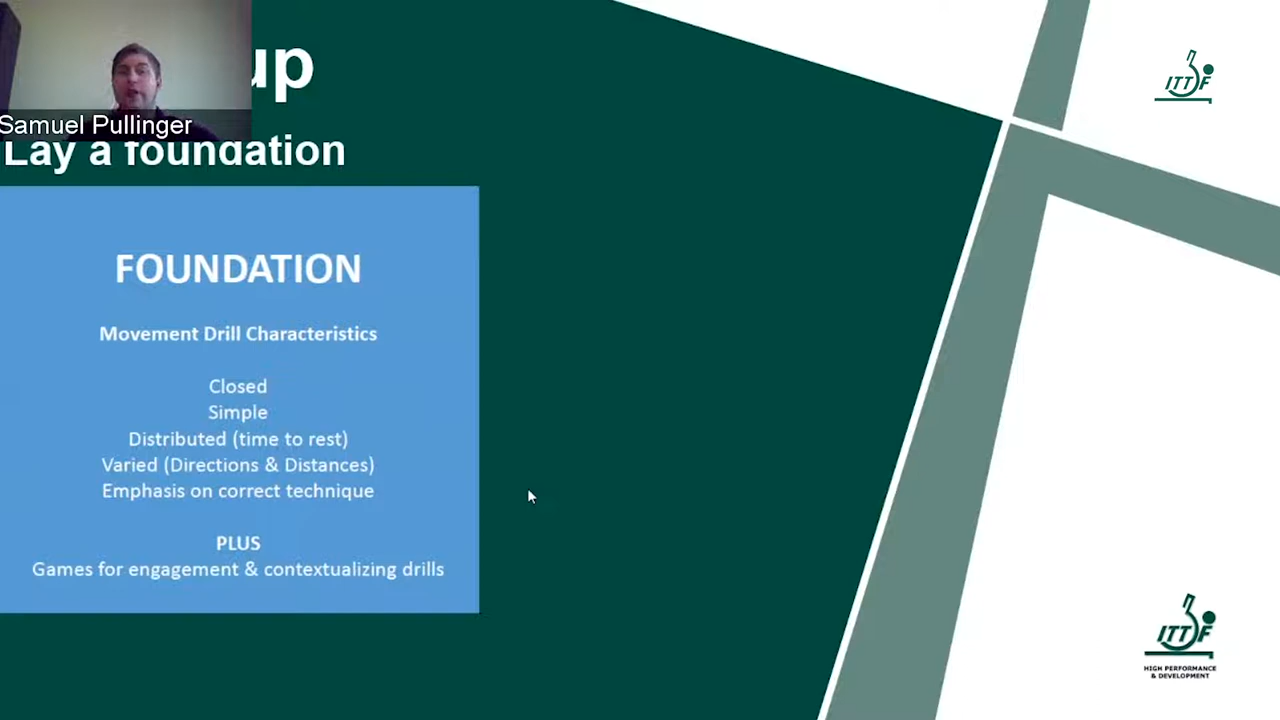 up
Samuel Pullinger
Lay a foundation
FOUNDATION
Movement Drill Characteristics
Closed
Simple
Distributed (time to rest)
Varied (Directions & Distances)
Emphasis on correct technique
PLUS
Games for engagement & contextualizing drills
ITTF
ITTF
HIGH PERFORMANCE
& DEVELOPMENT